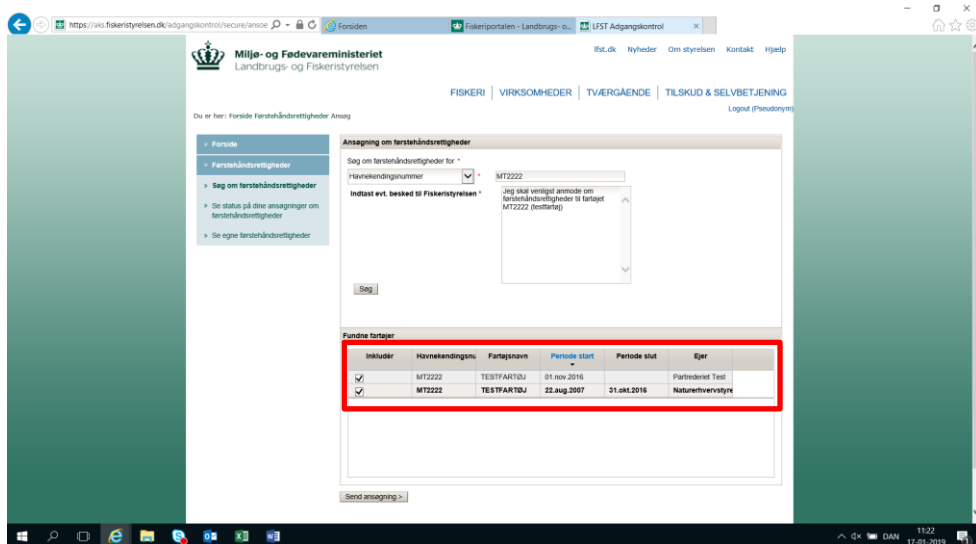 https://aks.fiskeristyrelsen.dk/adgangskontrol/secure/ansoe
Forsiden
Fiskeriportalen - Landbrugs- o...
LFST Adgangskontrol
Miljø- og Fødevareministeriet
Landbrugs- og Fiskeristyrelsen
lfst.dk Nyheder Om styrelsen Kontakt Hjælp
FISKERI VIRKSOMHEDER TVÆRGÅENDE TILSKUD & SELVBETJENING
Logout (Pseudonym)
Du er her: Forside Førstehåndsrettigheder Ansøg
Forside
Førstehåndsrettigheder
Søg om førstehåndsrettigheder
Se status på dine ansøgninger om
førstehåndsrettigheder
Se egne førstehåndsrettigheder
Ansøgning om førstehåndsrettigheder
Søg om førstehåndsrettigheder for *
Havnekendingsnummer * MT2222
Indtast evt. besked til Fiskeristyrelsen *
Jeg skal venligst anmode om
førstehåndsrettigheder til fartøjet
MT2222 (testfartøj)
Søg
Fundne fartøjer
Inkludér Havnekendingsnu Fartøjsnavn Periode start Periode slut Ejer
MT2222 TESTFARTØJ 01.nov.2016 Partrederiet Test
MT2222 TESTFARTØJ 22.aug.2007 31.okt.2016 Naturerhvervstyre
Send ansøgning >
DAN
11:22
17-01-2019